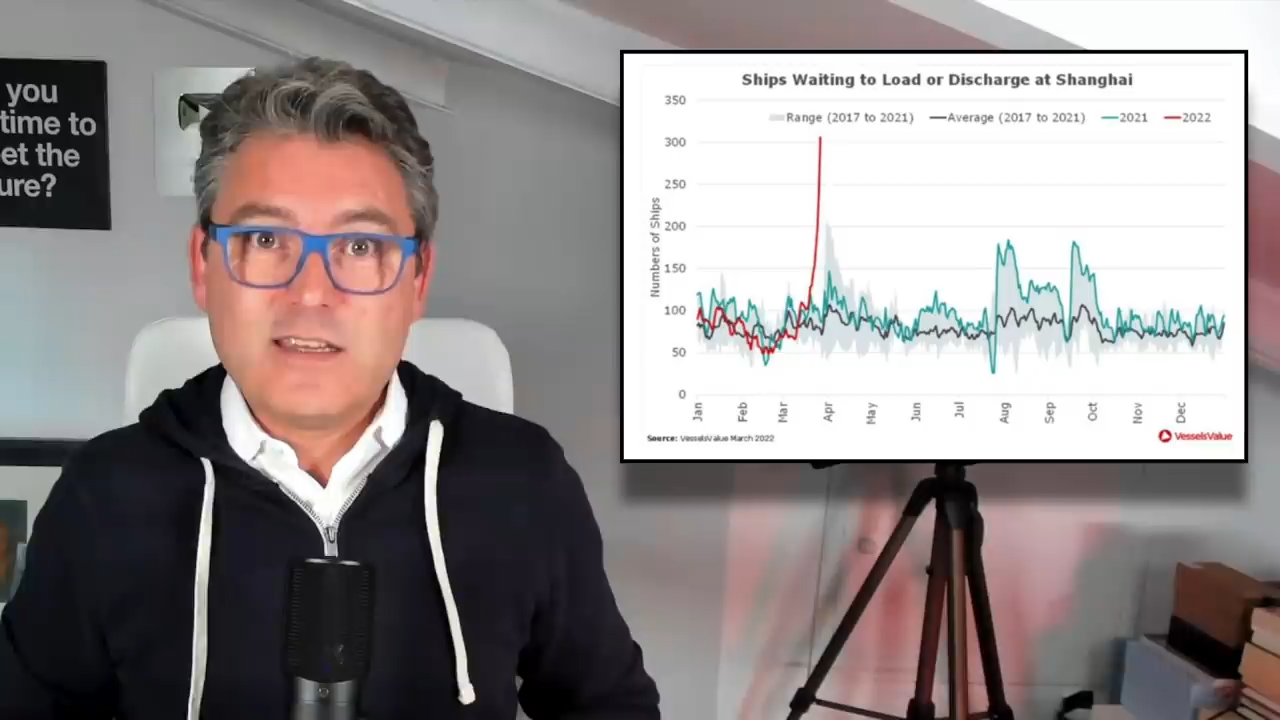 you
time to
et the
ure?
Ships Waiting to Load or Discharge at Shanghai
Range (2017 to 2021) Average (2017 to 2021) 2021 2022
Numbers of Ships
350
300
250
200
150
100
50
0
Jan Feb Mar Apr May Jun Jul Aug Sep Oct Nov Dec
Source: VesselsValue March 2022
VesselsValue